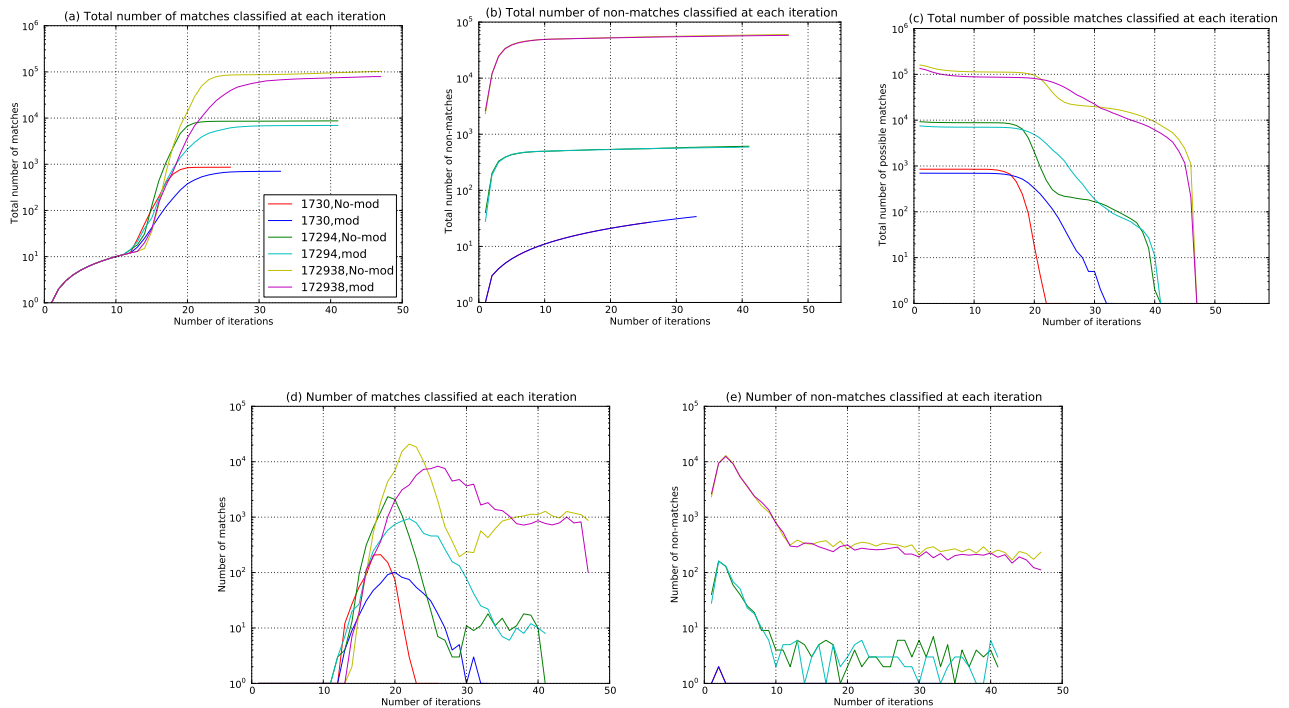 (a) Total number of matches classified at each iteration
10^6
10^5
10^4
10^3
10^2
10^1
10^0
Total number of matches
0 10 20 30 40 50
Number of iterations
1730,No-mod
1730,mod
17294,No-mod
17294,mod
172938,No-mod
172938,mod
(b) Total number of non-matches classified at each iteration
10^5
10^4
10^3
10^2
10^1
10^0
Total number of non-matches
0 10 20 30 40 50
Number of iterations
(c) Total number of possible matches classified at each iteration
10^6
10^5
10^4
10^3
10^2
10^1
10^0
Total number of possible matches
0 10 20 30 40 50
Number of iterations
(d) Number of matches classified at each iteration
10^5
10^4
10^3
10^2
10^1
10^0
Number of matches
0 10 20 30 40 50
Number of iterations
(e) Number of non-matches classified at each iteration
10^5
10^4
10^3
10^2
10^1
10^0
Number of non-matches
0 10 20 30 40 50
Number of iterations